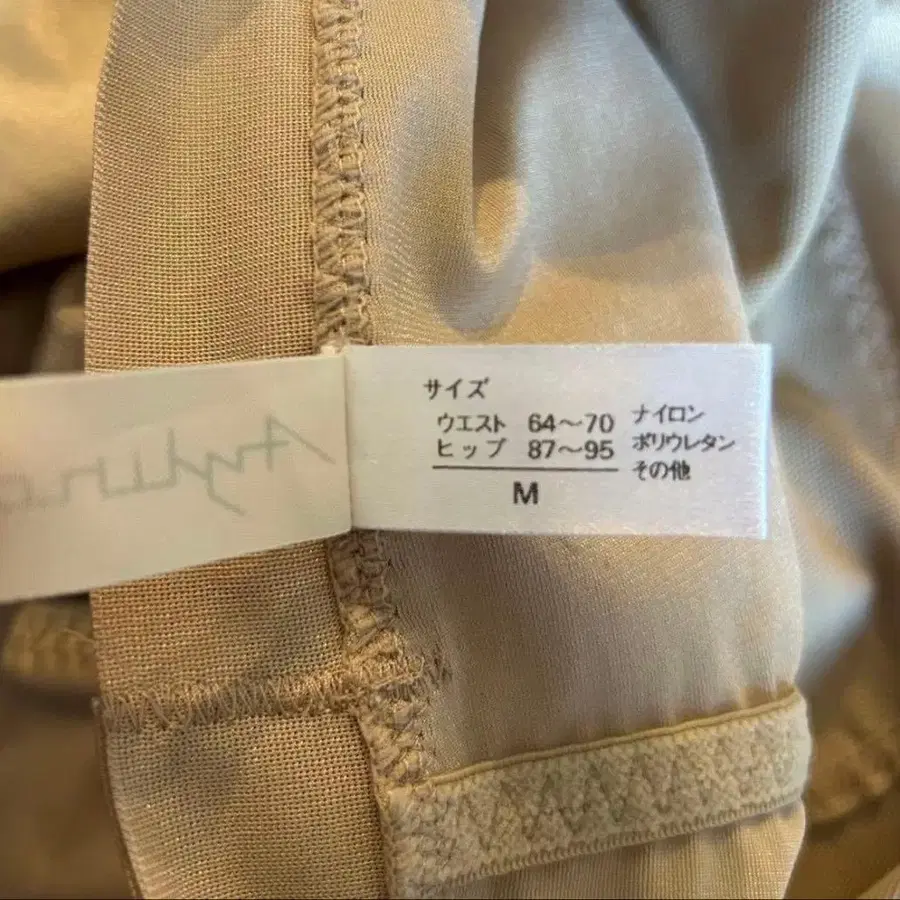 サイズ
ウエスト 64～70
ヒップ 87～95
M
ナイロン
ポリウレタン
その他